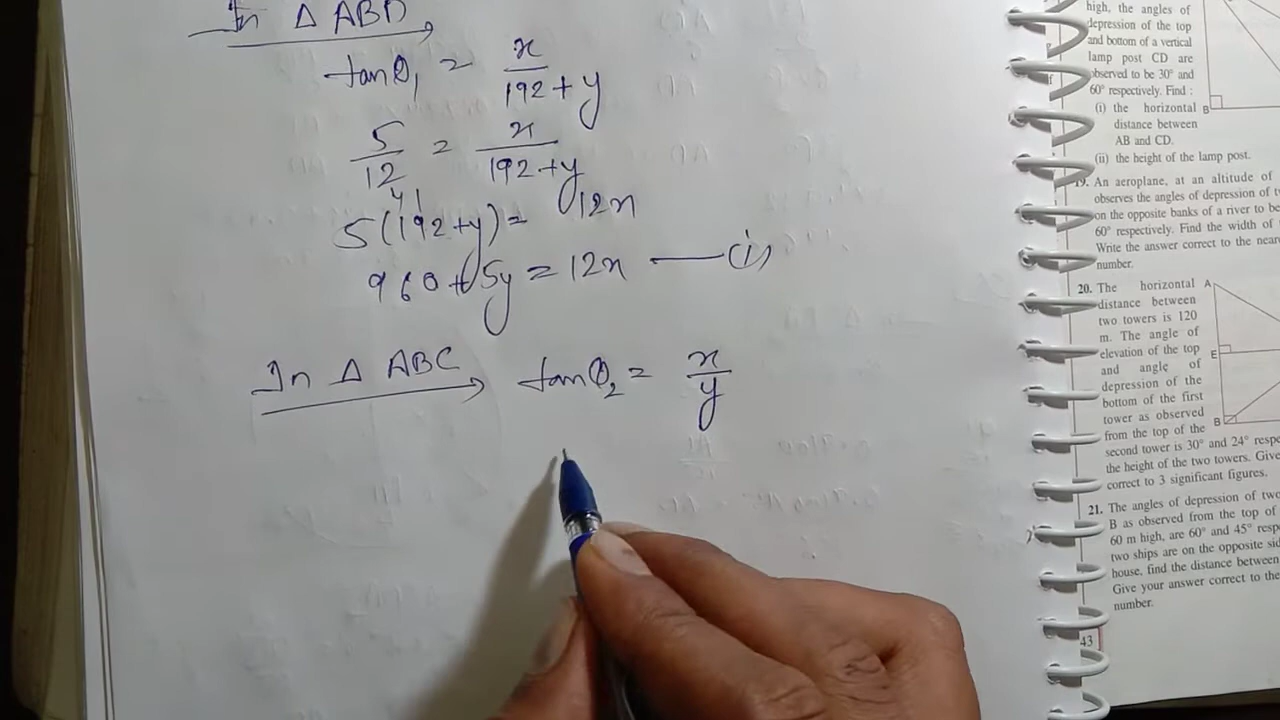 In Δ ABD
tanθ₁ = x/192+y
5/12 = x/192+y
5(192+y) = 12x
960+5y = 12x —(i)
In Δ ABC tanθ₂ = x/y
high, the angles of
depression of the top
and bottom of a vertical
lamp post CD are
observed to be 30° and
60° respectively. Find :
(i) the horizontal
distance between
AB and CD.
(ii) the height of the lamp post.
B
19. An aeroplane, at an altitude of
observes the angles of depression of
on the opposite banks of a river to be
60° respectively. Find the width of
Write the answer correct to the
number.
20. The horizontal
distance between
two towers is 120
m. The angle of
elevation of the top
and angle of
depression of the
bottom of the first
tower as observed
from the top of the
second tower is 30° and 24°
the height of the two towers. Give
correct to 3 significant figures.
A
E
B
21. The angles of depression of two
B as observed from the top of
60 m high, are 60° and 45°
two ships are on the opposite
house, find the distance between
Give your answer correct to the
number.
43